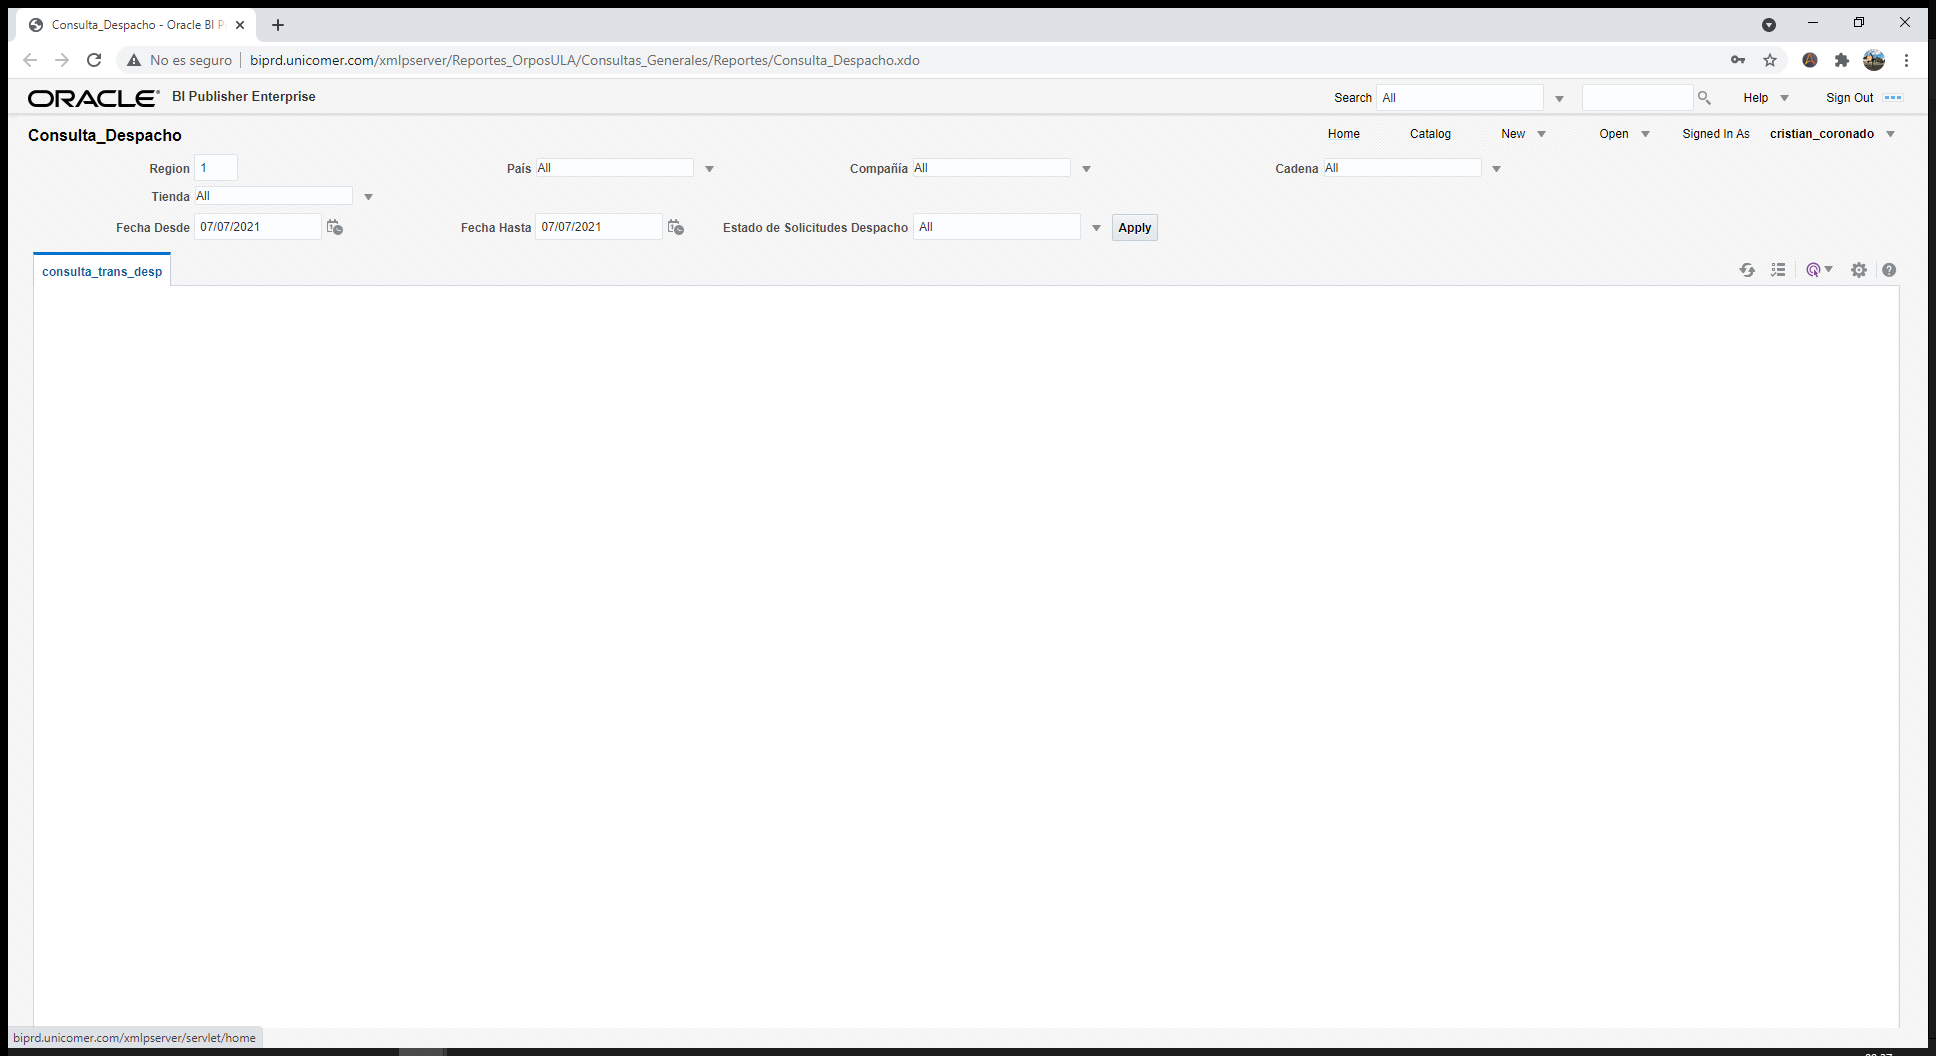 Consulta_Despacho - Oracle BI P
No es seguro | biprd.unicomer.com/xmlpserver/Reportes_OrposULA/Consultas_Generales/Reportes/Consulta_Despacho.xdo
ORACLE BI Publisher Enterprise Search All Help Sign Out
Consulta_Despacho Home Catalog New Open Signed In As cristian_coronado
Region 1 País All Compañía All Cadena All
Tienda All
Fecha Desde 07/07/2021 Fecha Hasta 07/07/2021 Estado de Solicitudes Despacho All Apply
consulta_trans_desp
biprd.unicomer.com/xmlpserver/servlet/home